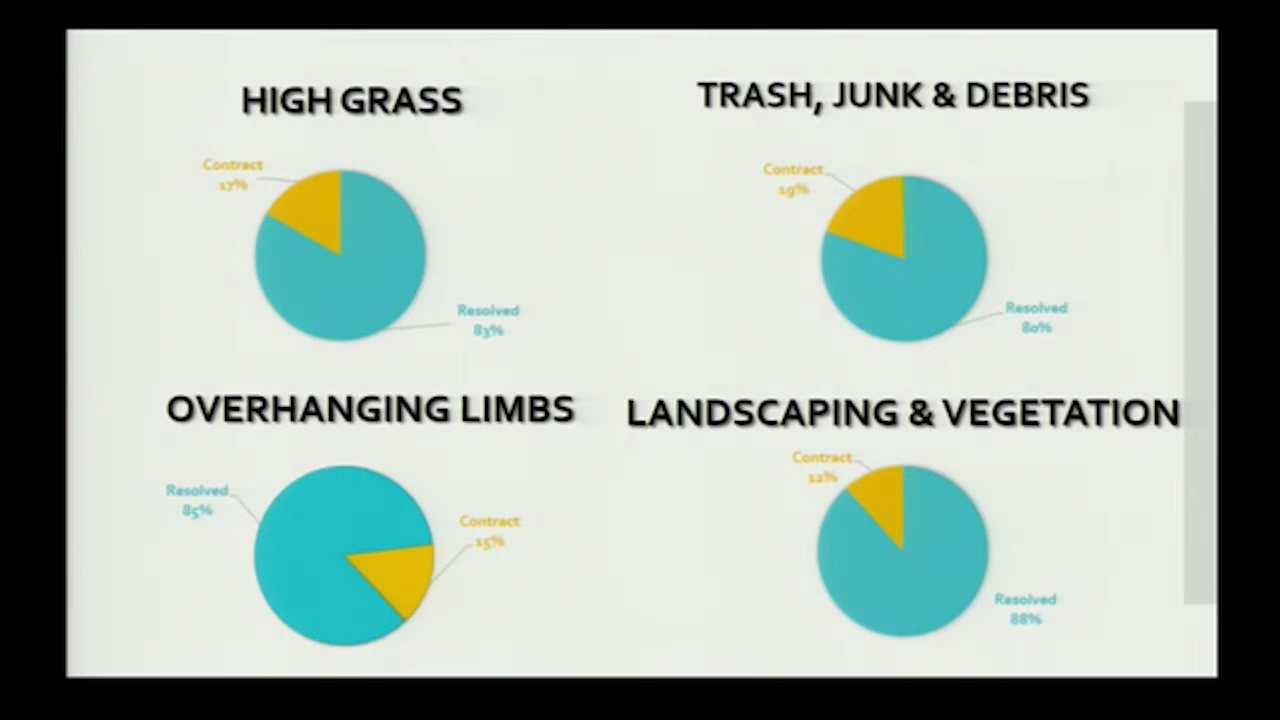 HIGH GRASS
Contract
17%
Resolved
83%
TRASH, JUNK & DEBRIS
Contract
19%
Resolved
80%
OVERHANGING LIMBS
Resolved
85%
Contract
15%
LANDSCAPING & VEGETATION
Contract
12%
Resolved
88%